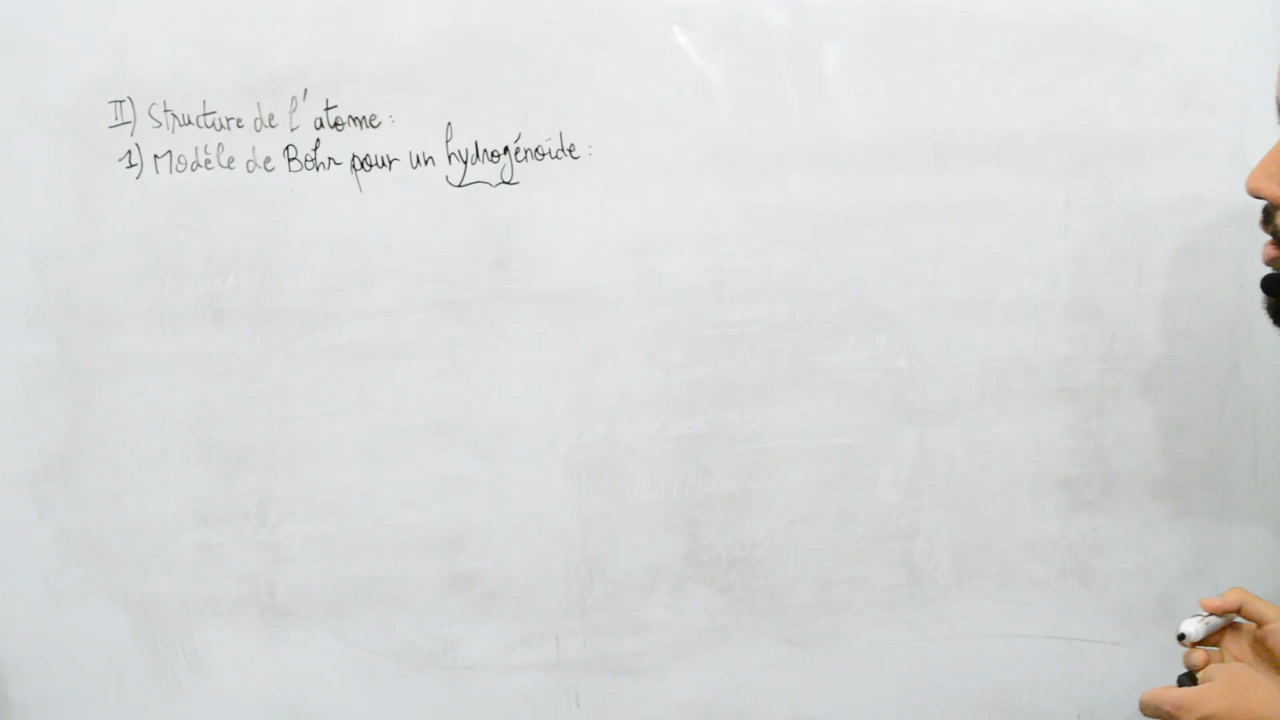 II) Structure de l'atome :
1) Modèle de Bohr pour un hydrogénoïde :